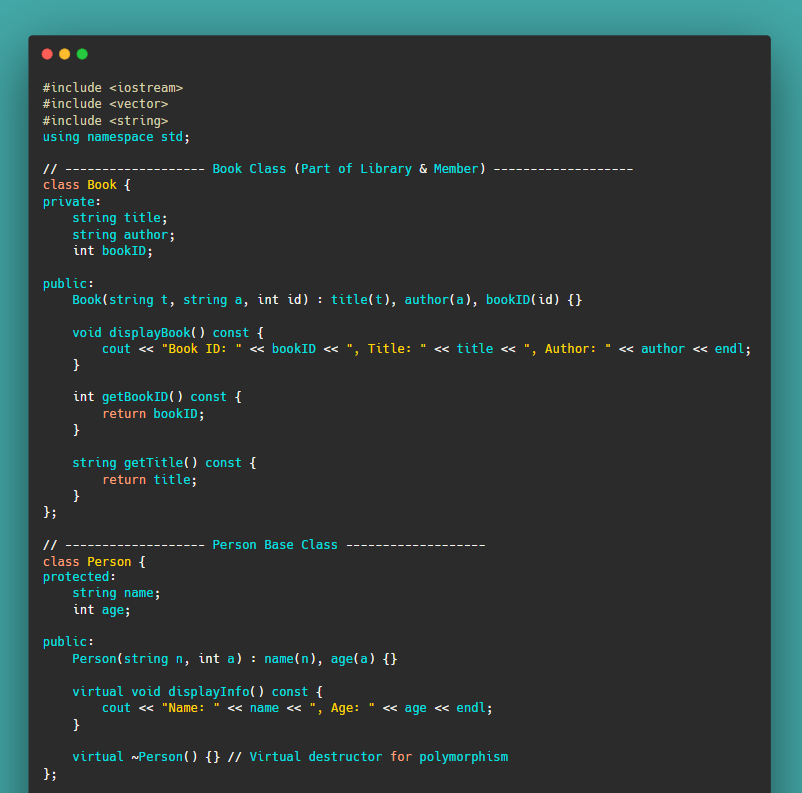 #include <iostream>
#include <vector>
#include <string>
using namespace std;

// ------------------- Book Class (Part of Library & Member) -------------------
class Book {
private:
    string title;
    string author;
    int bookID;

public:
    Book(string t, string a, int id) : title(t), author(a), bookID(id) {}

    void displayBook() const {
        cout << "Book ID: " << bookID << ", Title: " << title << ", Author: " << author << endl;
    }

    int getBookID() const {
        return bookID;
    }

    string getTitle() const {
        return title;
    }
};

// ------------------- Person Base Class -------------------
class Person {
protected:
    string name;
    int age;

public:
    Person(string n, int a) : name(n), age(a) {}

    virtual void displayInfo() const {
        cout << "Name: " << name << ", Age: " << age << endl;
    }

    virtual ~Person() {} // Virtual destructor for polymorphism
};